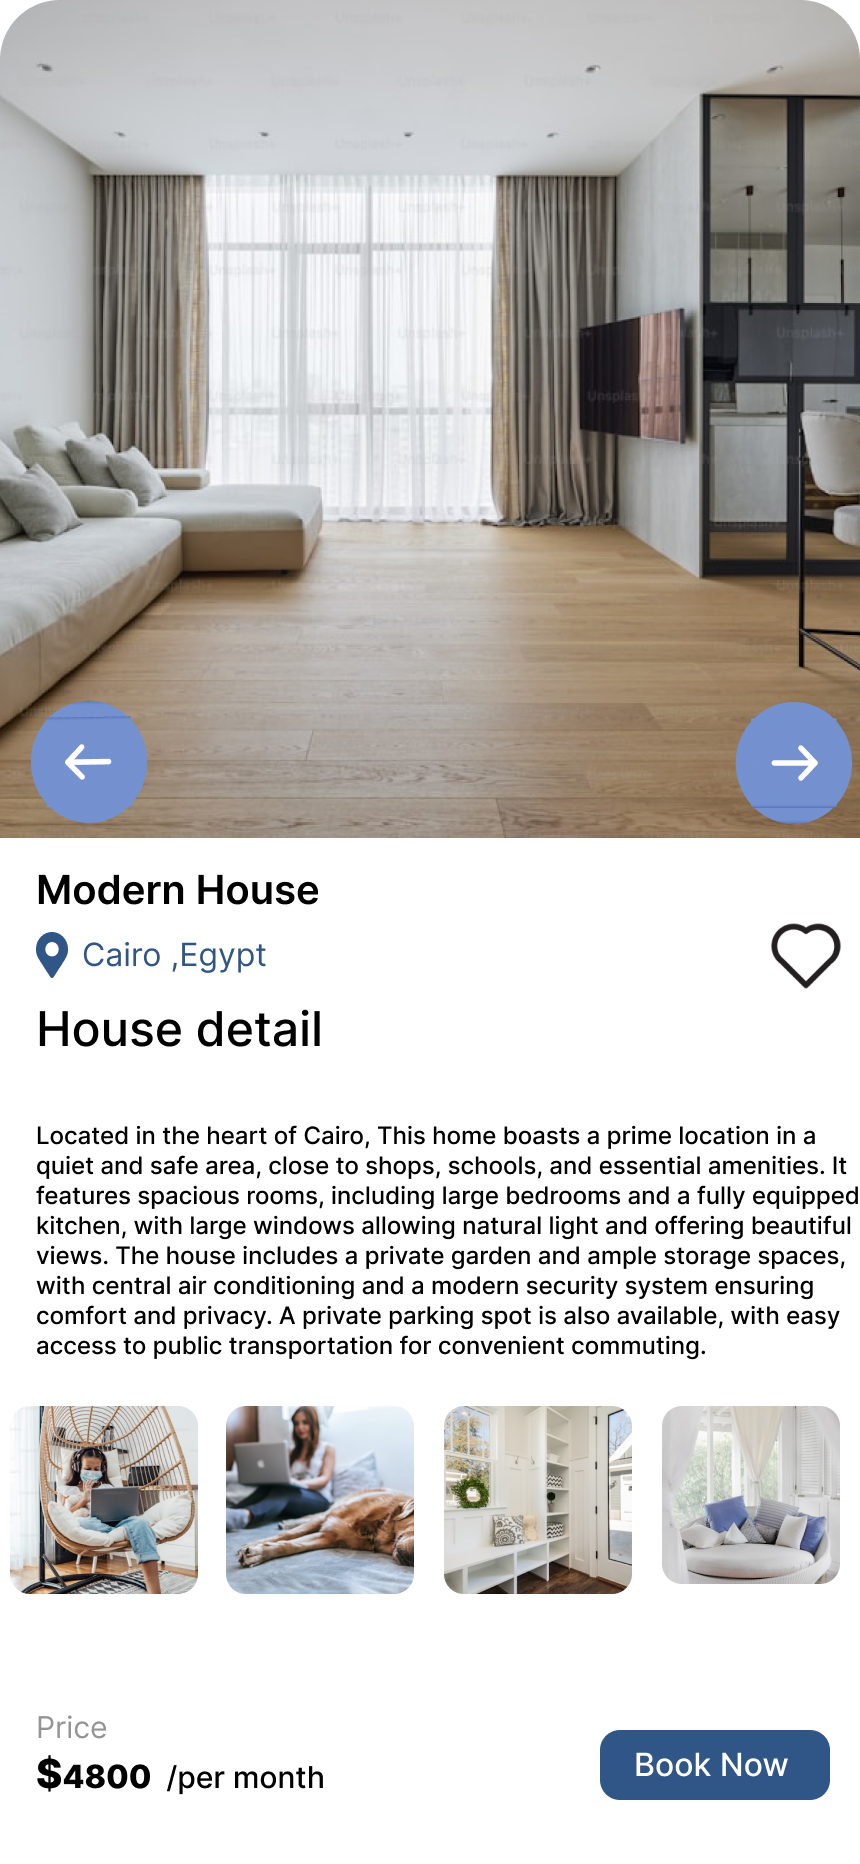 Unsplash+
Modern House
Cairo ,Egypt
House detail
Located in the heart of Cairo, This home boasts a prime location in a
quiet and safe area, close to shops, schools, and essential amenities. It
features spacious rooms, including large bedrooms and a fully equipped
kitchen, with large windows allowing natural light and offering beautiful
views. The house includes a private garden and ample storage spaces,
with central air conditioning and a modern security system ensuring
comfort and privacy. A private parking spot is also available, with easy
access to public transportation for convenient commuting.
Price
$4800 /per month
Book Now